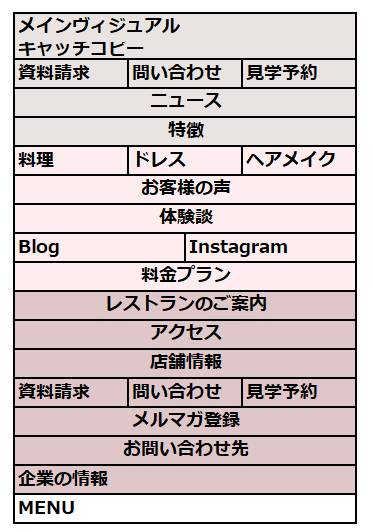 メインヴィジュアル
キャッチコピー
資料請求 問い合わせ 見学予約
ニュース
特徴
料理 ドレス ヘアメイク
お客様の声
体験談
Blog Instagram
料金プラン
レストランのご案内
アクセス
店舗情報
資料請求 問い合わせ 見学予約
メルマガ登録
お問い合わせ先
企業の情報
MENU